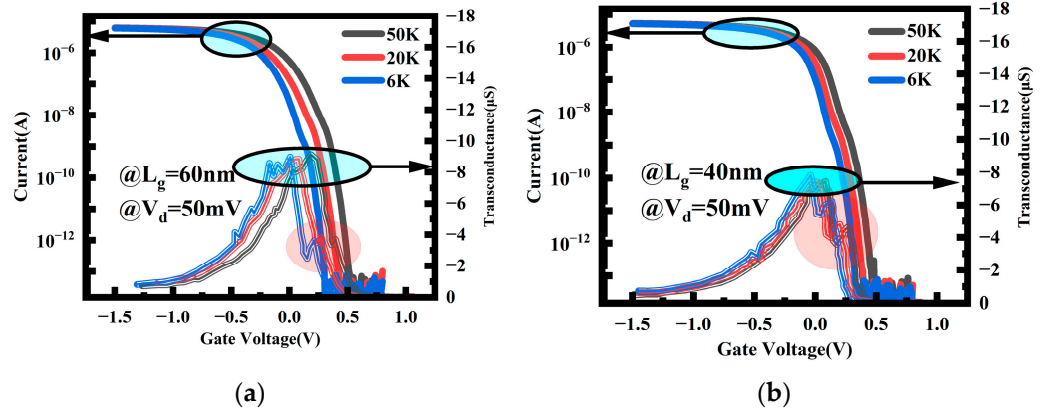 −18
−16
−14
−12
−10
−8
−6
−4
−2
0
Transconductance(μS)
10⁻⁶
10⁻⁸
10⁻¹⁰
10⁻¹²
Current(A)
50K
20K
6K
@L_g=60nm
@V_d=50mV
−1.5 −1.0 −0.5 0.0 0.5 1.0
Gate Voltage(V)
(a)
−18
−16
−14
−12
−10
−8
−6
−4
−2
0
Transconductance(μS)
10⁻⁶
10⁻⁸
10⁻¹⁰
10⁻¹²
Current(A)
50K
20K
6K
@L_g=40nm
@V_d=50mV
−1.5 −1.0 −0.5 0.0 0.5 1.0
Gate Voltage(V)
(b)